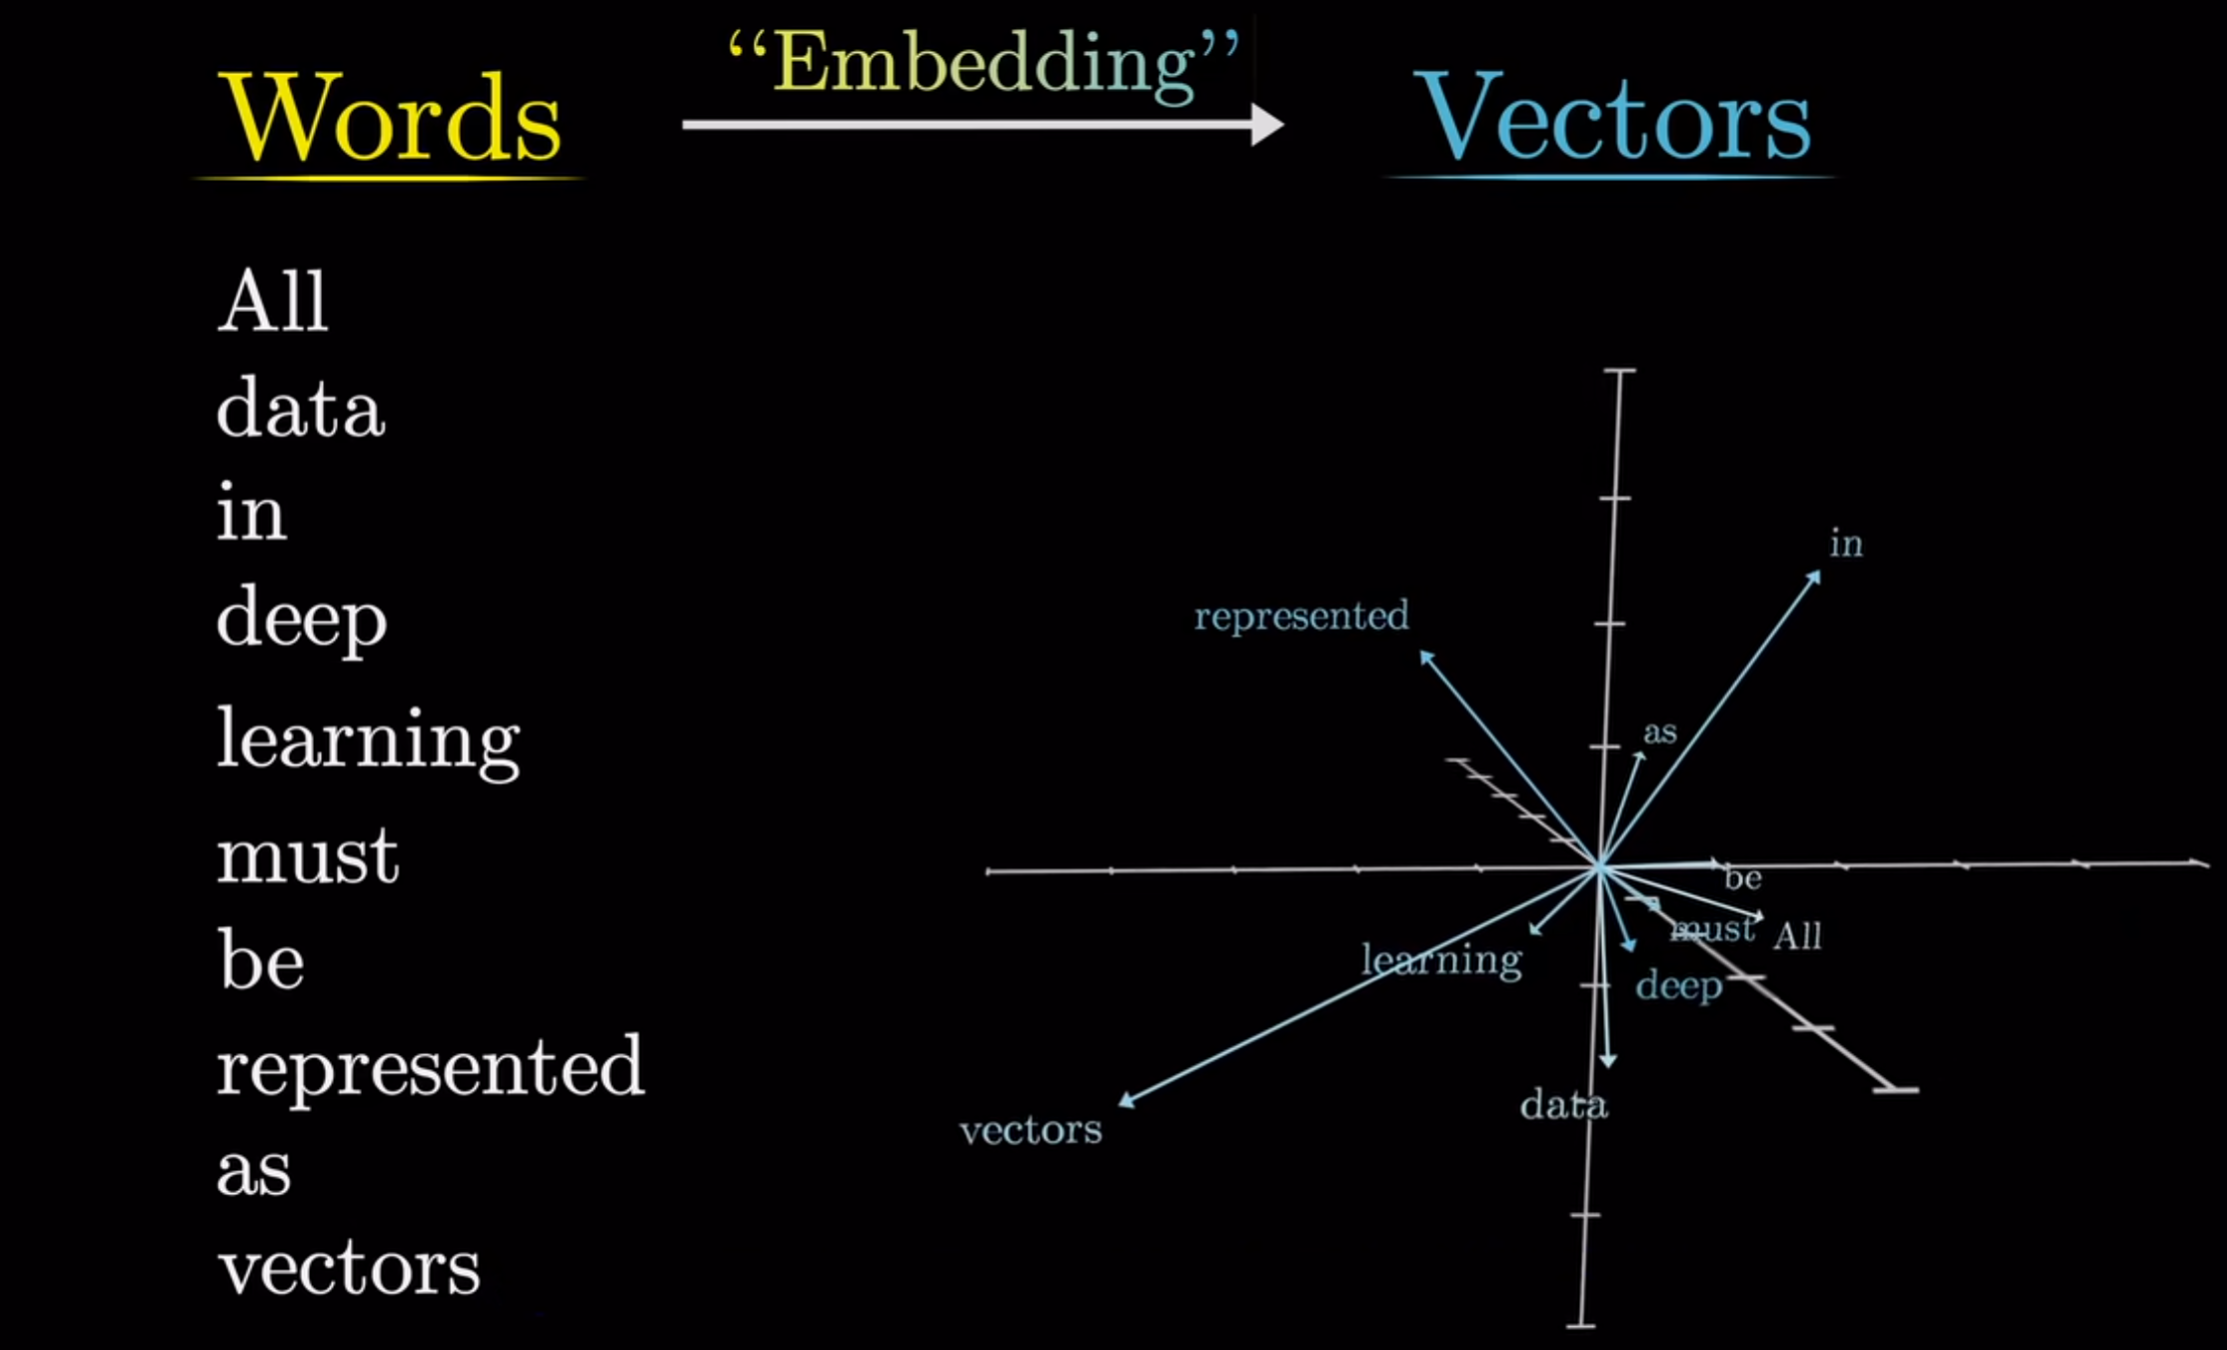 Words
“Embedding”
Vectors
All
data
in
deep
learning
must
be
represented
as
vectors
in
represented
as
be
must
All
learning
deep
data
vectors